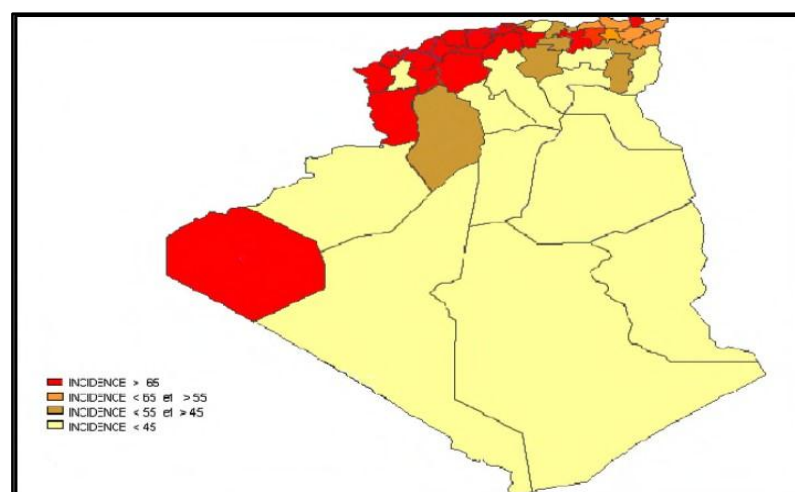 INCIDENCE > 65
INCIDENCE < 65 et > 55
INCIDENCE < 55 et > 45
INCIDENCE < 45